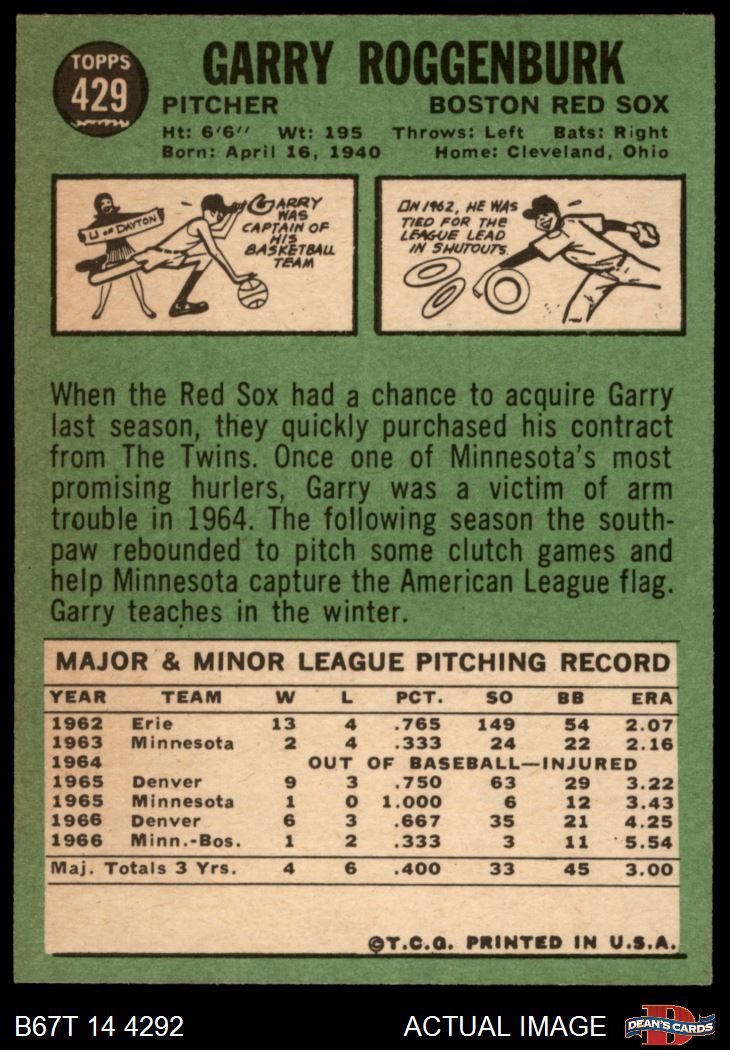 TOPPS
429
GARRY ROGGENBURK
PITCHER BOSTON RED SOX
Ht: 6'6" Wt: 195 Throws: Left Bats: Right
Born: April 16, 1940 Home: Cleveland, Ohio
U OF DAYTON
GARRY
WAS
CAPTAIN OF
HIS
BASKETBALL
TEAM
IN 1962, HE WAS
TIED FOR THE
LEAGUE LEAD
IN SHUTOUTS.
When the Red Sox had a chance to acquire Garry
last season, they quickly purchased his contract
from The Twins. Once one of Minnesota's most
promising hurlers, Garry was a victim of arm
trouble in 1964. The following season the south-
paw rebounded to pitch some clutch games and
help Minnesota capture the American League flag.
Garry teaches in the winter.
MAJOR & MINOR LEAGUE PITCHING RECORD
YEAR TEAM W L PCT. SO BB ERA
1962 Erie 13 4 .765 149 54 2.07
1963 Minnesota 2 4 .333 24 22 2.16
1964 OUT OF BASEBALL—INJURED
1965 Denver 9 3 .750 63 29 3.22
1965 Minnesota 1 0 1.000 6 12 3.43
1966 Denver 6 3 .667 35 21 4.25
1966 Minn.-Bos. 1 2 .333 3 11 5.54
Maj. Totals 3 Yrs. 4 6 .400 33 45 3.00
©T.C.G. PRINTED IN U.S.A.
B67T 14 4292 ACTUAL IMAGE D DEAN'S CARDS